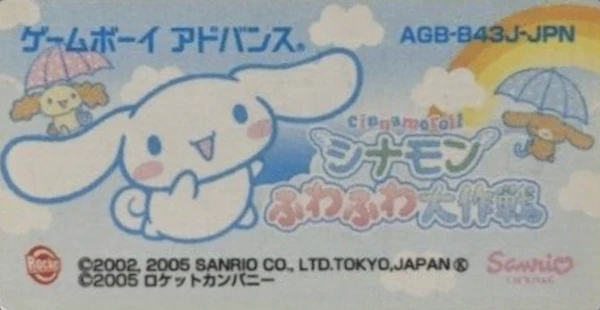 ゲームボーイ アドバンス®
AGB-B43J-JPN
cinnamoroll
シナモン
ふわふわ大作戦
Rocket
©2002, 2005 SANRIO CO., LTD.TOKYO,JAPAN Ⓚ
©2005 ロケットカンパニー
Sanrio